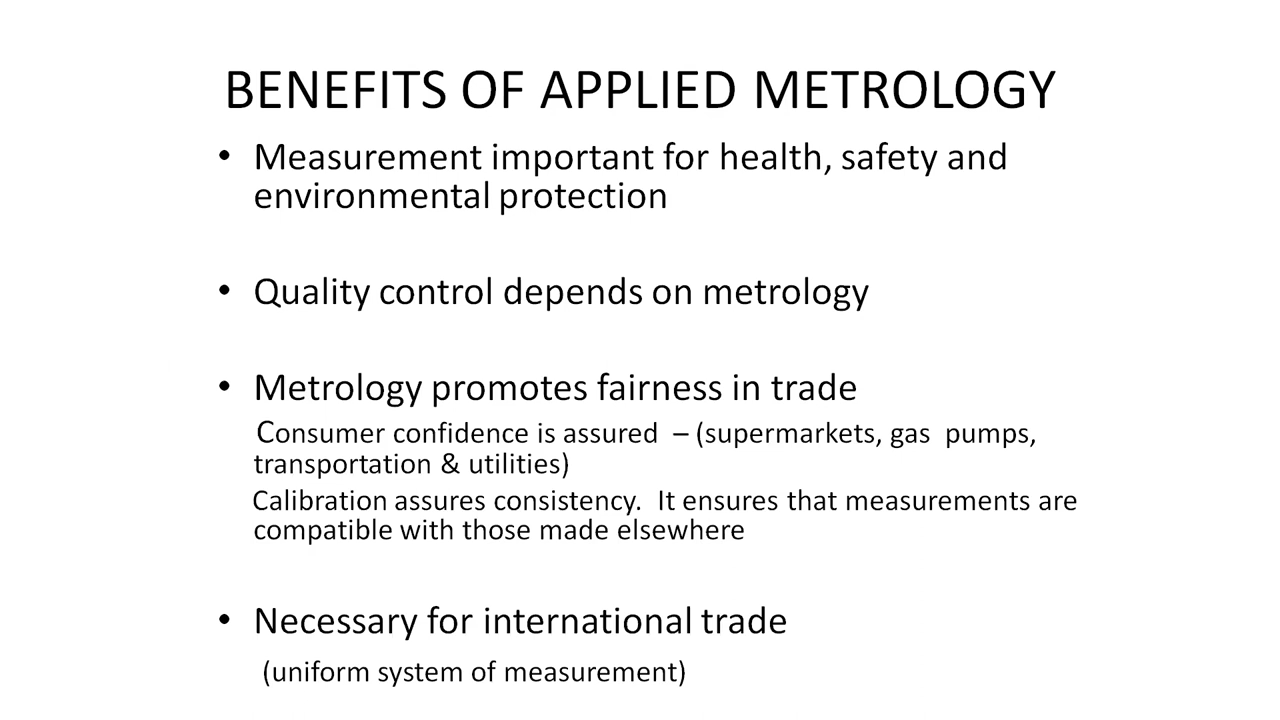 BENEFITS OF APPLIED METROLOGY
• Measurement important for health, safety and
environmental protection
• Quality control depends on metrology
• Metrology promotes fairness in trade
Consumer confidence is assured – (supermarkets, gas pumps,
transportation & utilities)
Calibration assures consistency. It ensures that measurements are
compatible with those made elsewhere
• Necessary for international trade
(uniform system of measurement)